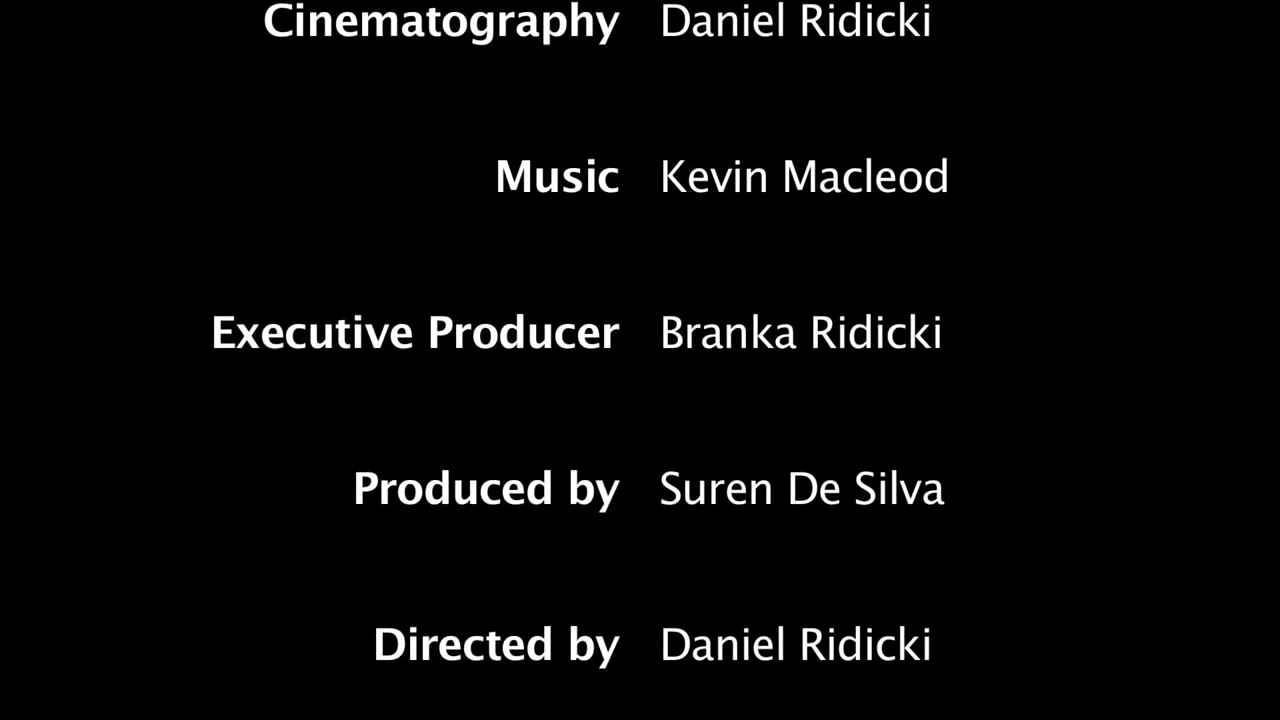 Cinematography Daniel Ridicki
Music Kevin Macleod
Executive Producer Branka Ridicki
Produced by Suren De Silva
Directed by Daniel Ridicki